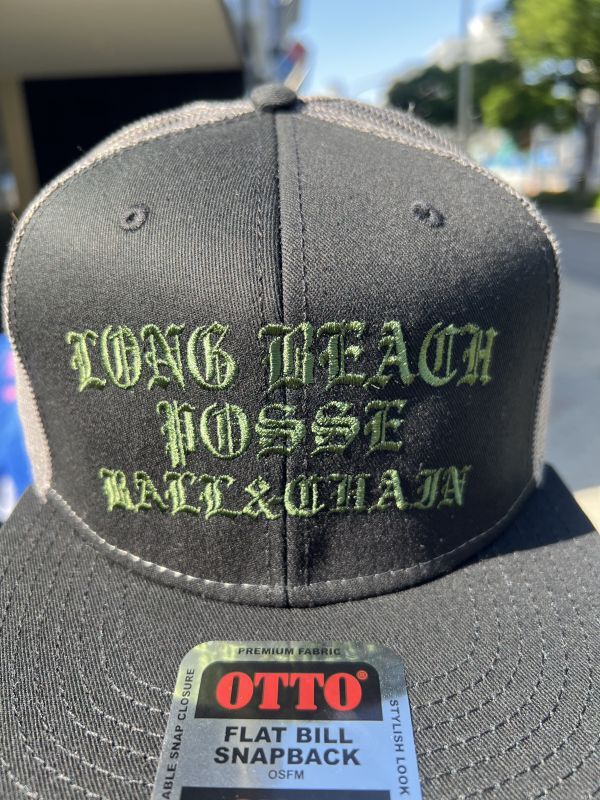 LONG BEACH
POSSE
BALL & CHAIN
PREMIUM FABRIC
OTTO®
FLAT BILL
SNAPBACK
OSFM
ABLE SNAP CLOSURE
STYLISH LOOK